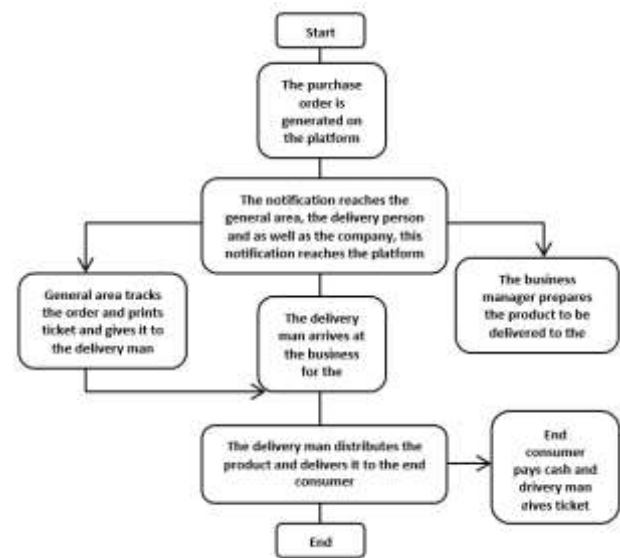 Start
The purchase
order is
generated on
the platform
The notification reaches the
general area, the delivery person
and as well as the company, this
notification reaches the platform
General area tracks
the order and prints
ticket and gives it to
the delivery man
The delivery
man arrives at
the business
for the
The business
manager prepares
the product to be
delivered to the
The delivery man distributes the
product and delivers it to the end
consumer
End
consumer
pays cash and
drivery man
gives ticket
End